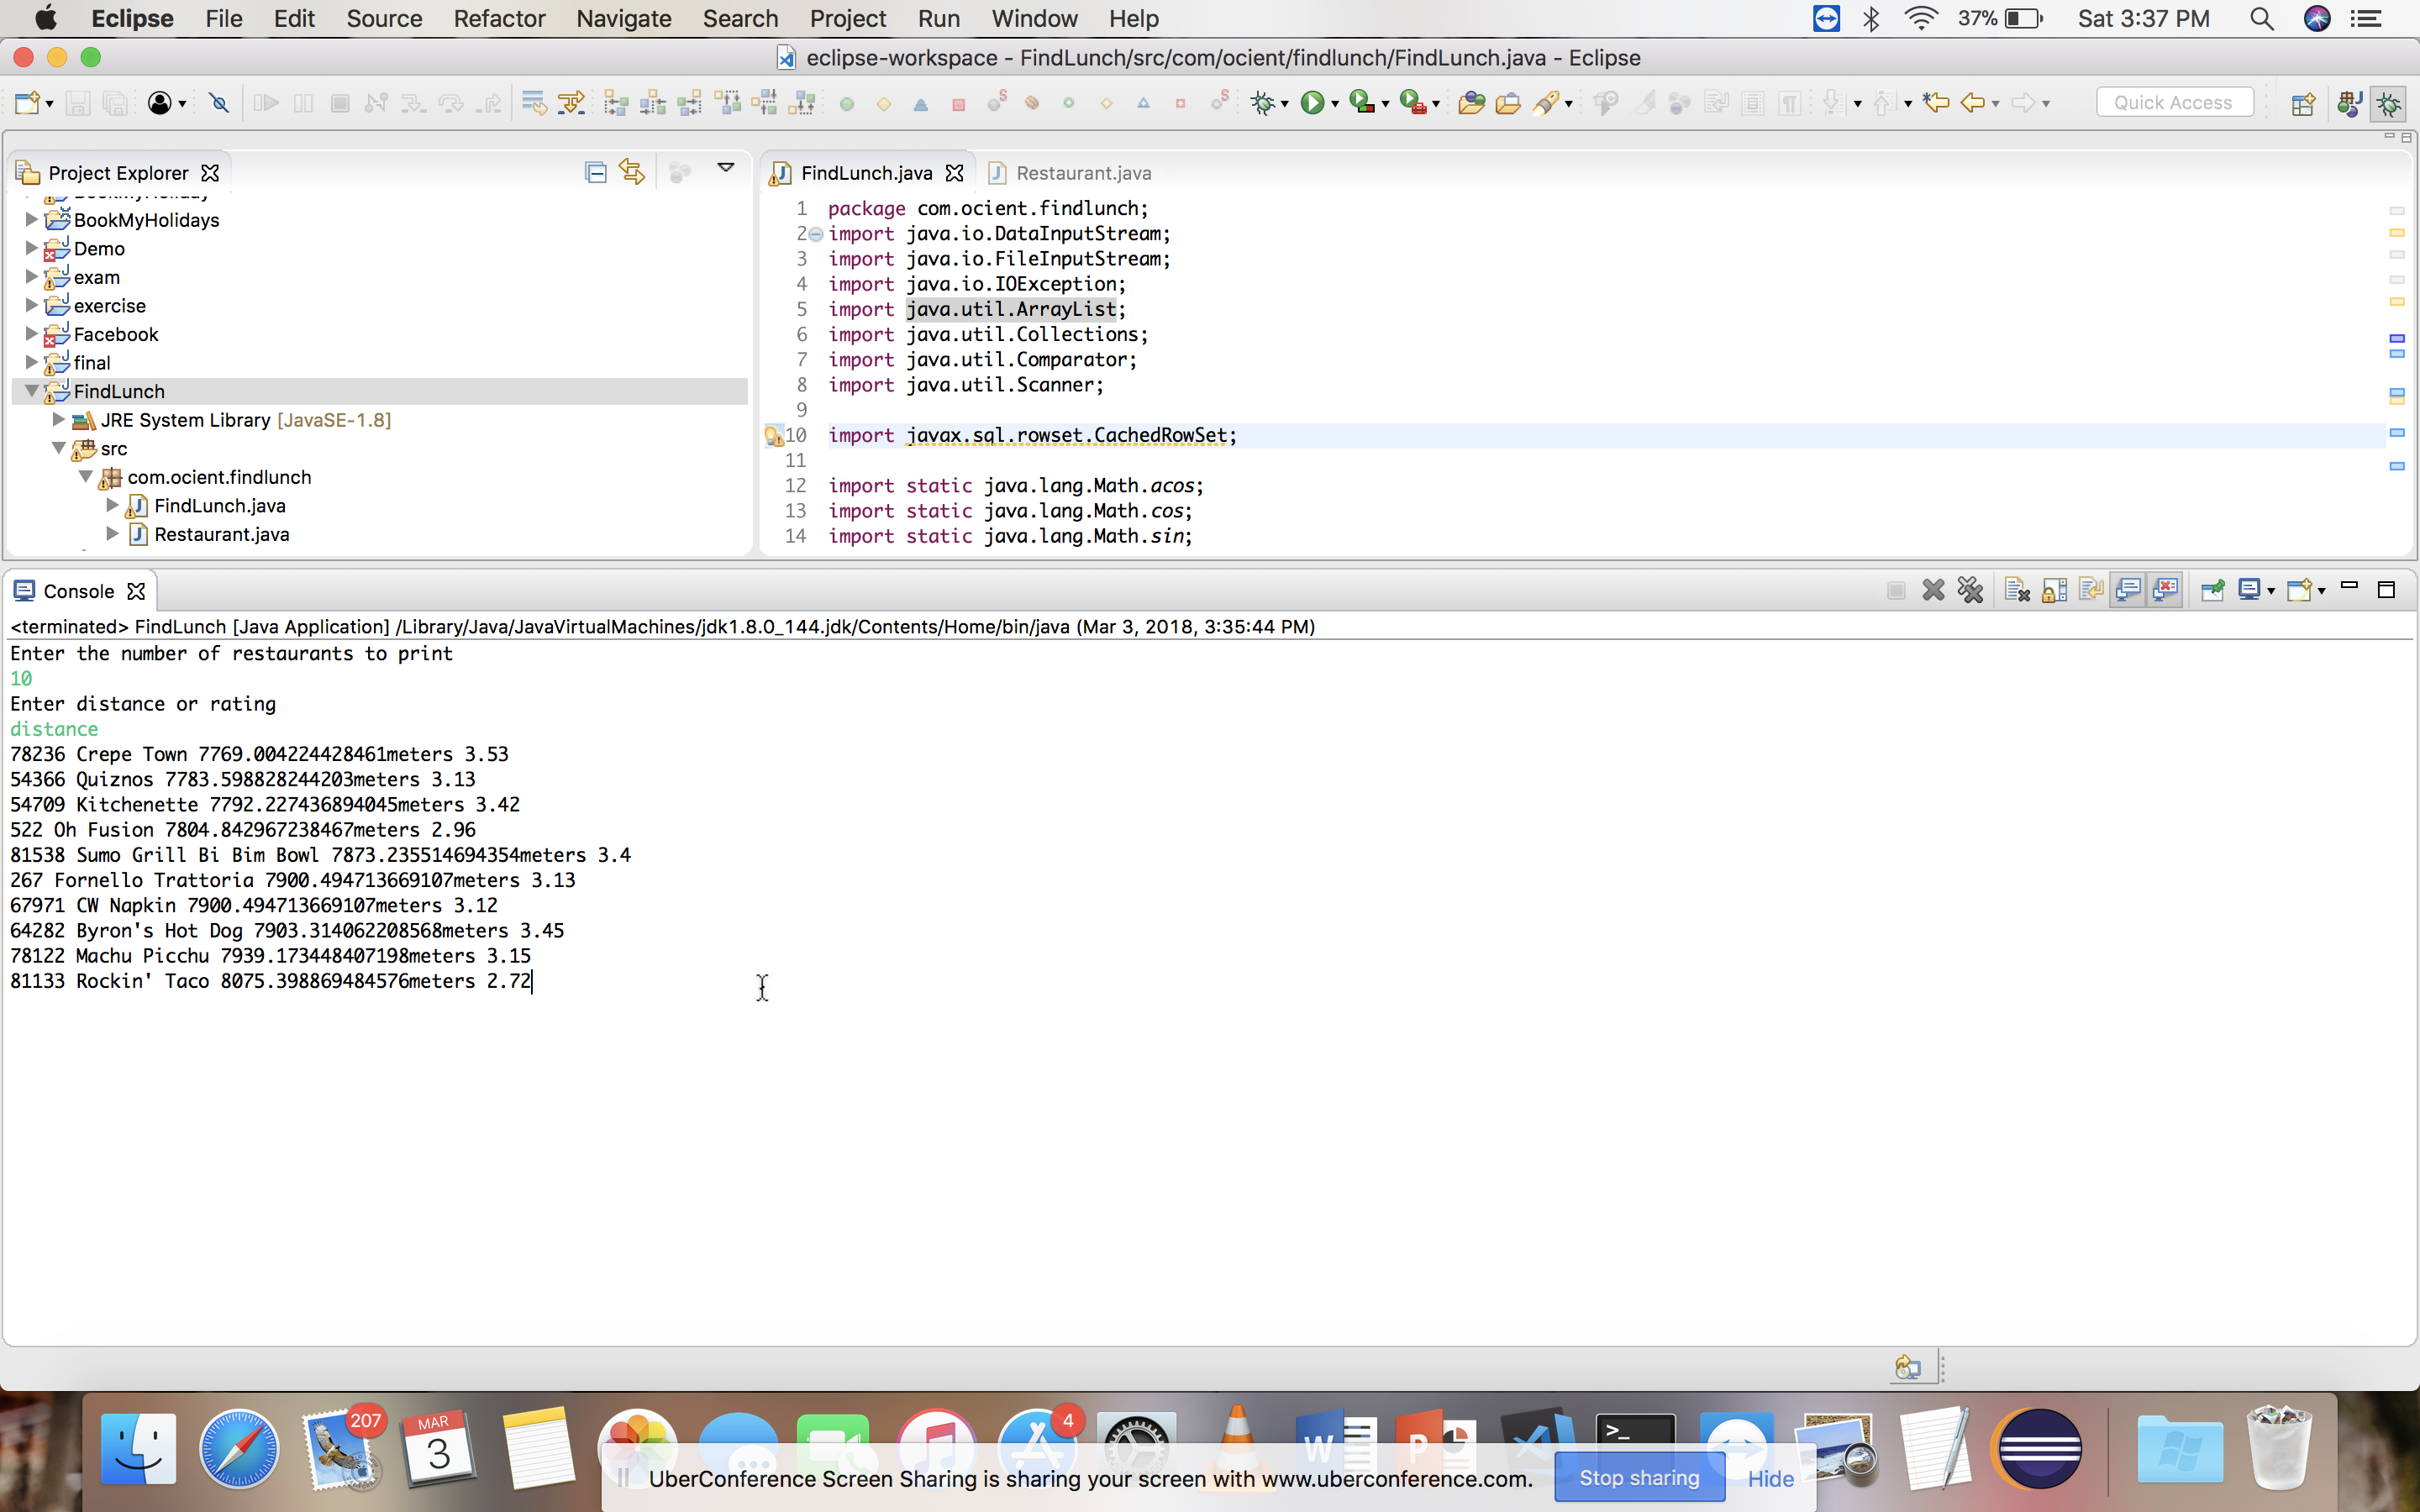 Eclipse File Edit Source Refactor Navigate Search Project Run Window Help 37% Sat 3:37 PM
eclipse-workspace - FindLunch/src/com/ocient/findlunch/FindLunch.java - Eclipse
Quick Access
Project Explorer
BookMyHolidays
Demo
exam
exercise
Facebook
final
FindLunch
JRE System Library [JavaSE-1.8]
src
com.ocient.findlunch
FindLunch.java
Restaurant.java
FindLunch.java Restaurant.java
1 package com.ocient.findlunch;
2 import java.io.DataInputStream;
3 import java.io.FileInputStream;
4 import java.io.IOException;
5 import java.util.ArrayList;
6 import java.util.Collections;
7 import java.util.Comparator;
8 import java.util.Scanner;
9
10 import javax.sql.rowset.CachedRowSet;
11
12 import static java.lang.Math.acos;
13 import static java.lang.Math.cos;
14 import static java.lang.Math.sin;
Console
<terminated> FindLunch [Java Application] /Library/Java/JavaVirtualMachines/jdk1.8.0_144.jdk/Contents/Home/bin/java (Mar 3, 2018, 3:35:44 PM)
Enter the number of restaurants to print
10
Enter distance or rating
distance
78236 Crepe Town 7769.004224428461meters 3.53
54366 Quiznos 7783.598828244203meters 3.13
54709 Kitchenette 7792.227436894045meters 3.42
522 Oh Fusion 7804.842967238467meters 2.96
81538 Sumo Grill Bi Bim Bowl 7873.235514694354meters 3.4
267 Fornello Trattoria 7900.494713669107meters 3.13
67971 CW Napkin 7900.494713669107meters 3.12
64282 Byron's Hot Dog 7903.314062208568meters 3.45
78122 Machu Picchu 7939.173448407198meters 3.15
81133 Rockin' Taco 8075.398869484576meters 2.72
207
MAR
3
4
W
P
>_
UberConference Screen Sharing is sharing your screen with www.uberconference.com. Stop sharing Hide